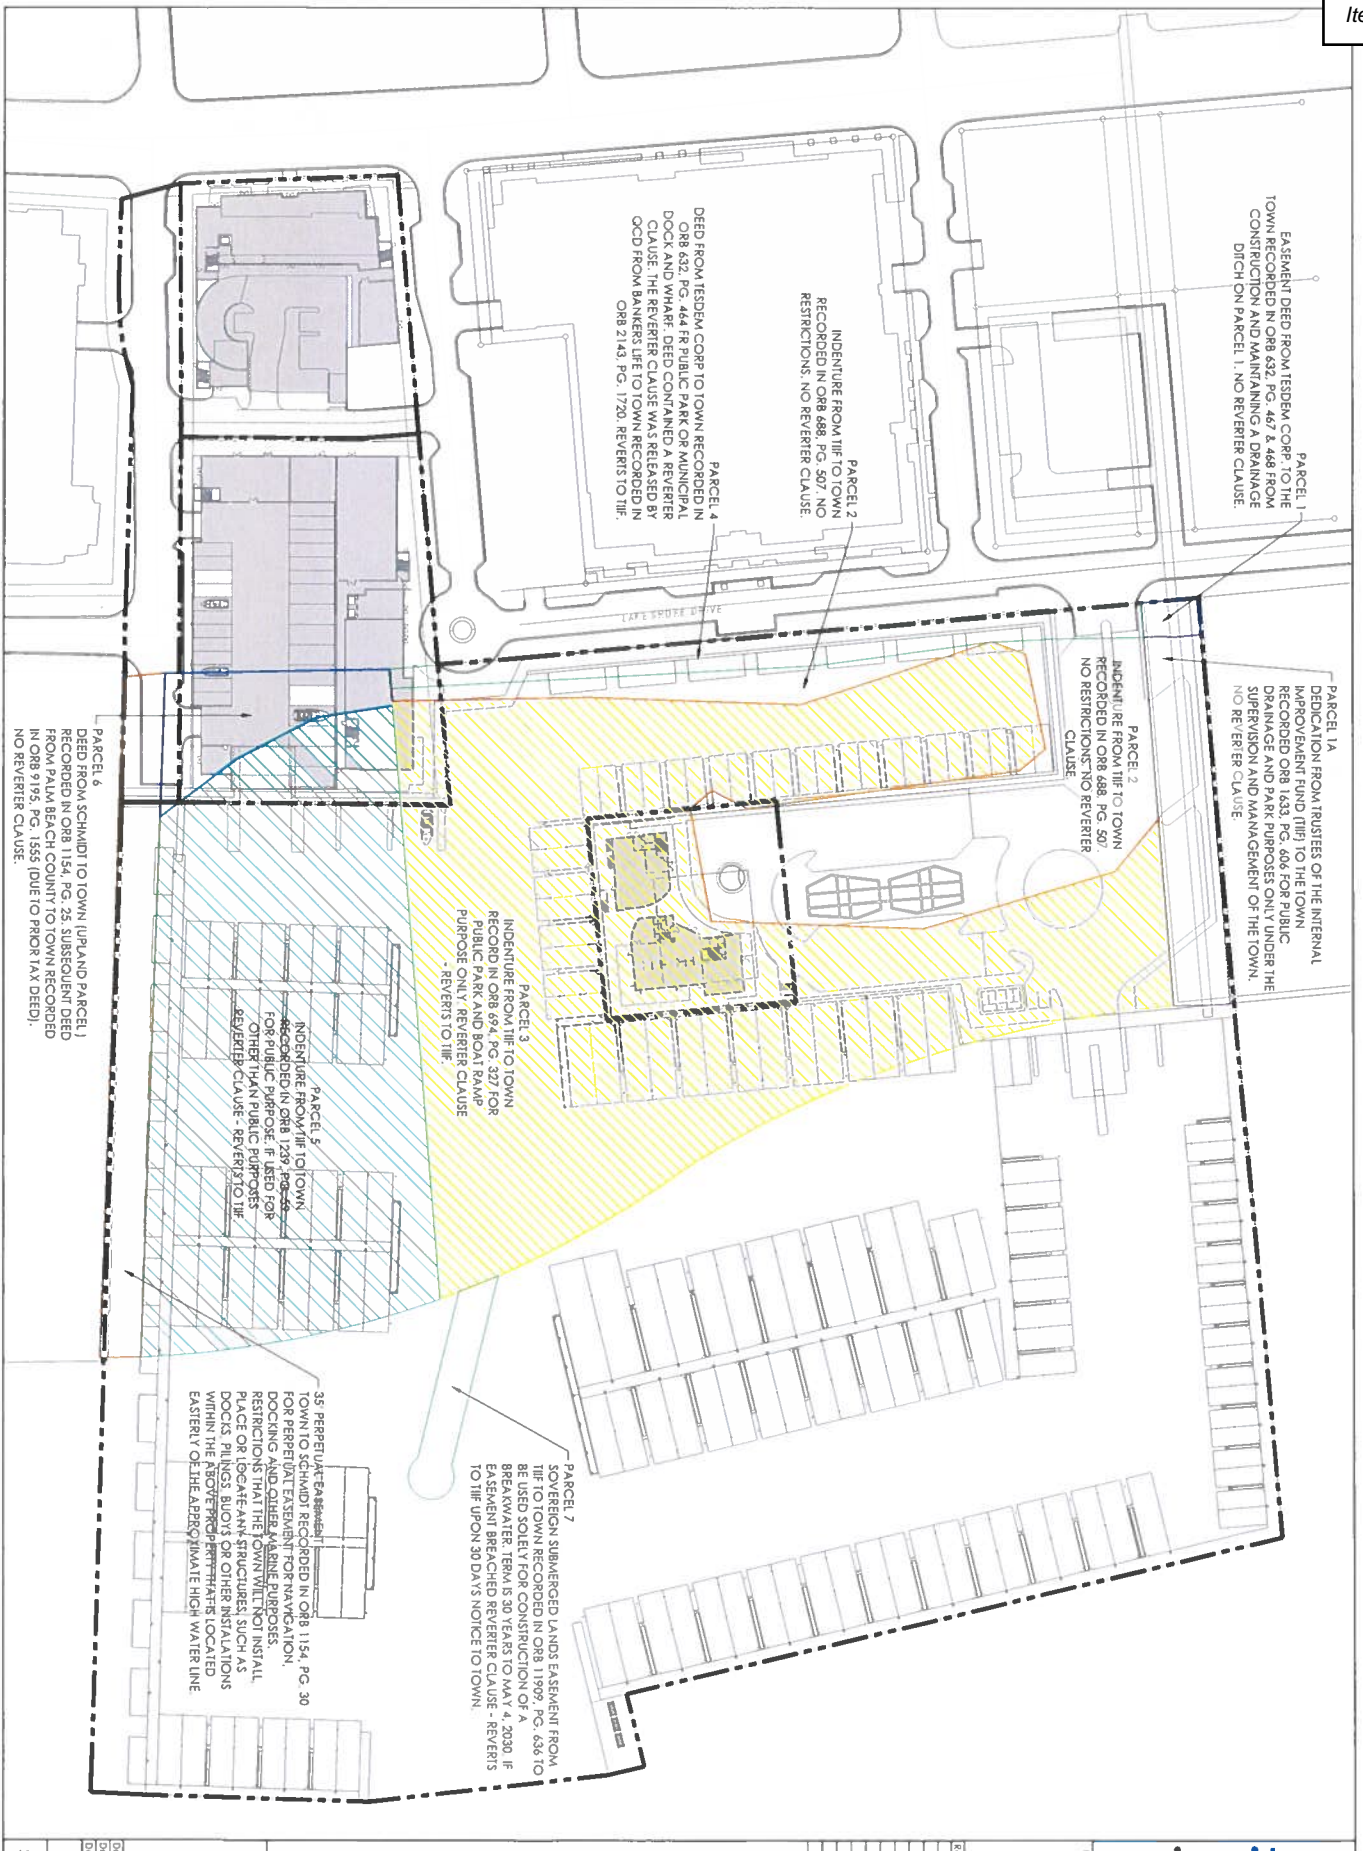 Ite
PARCEL 1
EASEMENT DEED FROM TESDEM CORP. TO THE
TOWN RECORDED IN ORB 632, PG. 467 & 468 FROM
CONSTRUCTION AND MAINTAINING A DRAINAGE
DITCH ON PARCEL 1. NO REVERTER CLAUSE.
PARCEL 1A
DEDICATION FROM TRUSTEES OF THE INTERNAL
IMPROVEMENT FUND (TIIF) TO THE TOWN
RECORDED ORB 1633, PG. 606 FOR PUBLIC
DRAINAGE AND PARK PURPOSES ONLY UNDER THE
SUPERVISION AND MANAGEMENT OF THE TOWN.
NO REVERTER CLAUSE.
PARCEL 2
INDENTURE FROM TIIF TO TOWN
RECORDED IN ORB 688, PG. 507. NO
RESTRICTIONS. NO REVERTER CLAUSE.
PARCEL 2
INDENTURE FROM TIIF TO TOWN
RECORDED IN ORB 688, PG. 507.
NO RESTRICTIONS. NO REVERTER
CLAUSE
PARCEL 4
DEED FROM TESDEM CORP TO TOWN RECORDED IN
ORB 632, PG. 464 FR PUBLIC PARK OR MUNICIPAL
DOCK AND WHARF. DEED CONTAINED A REVERTER
CLAUSE. THE REVERTER CLAUSE WAS RELEASED BY
QCD FROM BANKERS LIFE TO TOWN RECORDED IN
ORB 2143, PG. 1720. REVERTS TO TIIF.
LAKE SHORE DRIVE
PARCEL 3
INDENTURE FROM TIIF TO TOWN
RECORD IN ORB 694, PG. 327 FOR
PUBLIC PARK AND BOAT RAMP
PURPOSE ONLY. REVERTER CLAUSE
- REVERTS TO TIIF.
PARCEL 5
INDENTURE FROM TIIF TO TOWN
RECORDED IN ORB 1239, PG. 59
FOR PUBLIC PURPOSE. IF USED FOR
OTHER THAN PUBLIC PURPOSES
REVERTER CLAUSE - REVERTS TO TIIF.
PARCEL 6
DEED FROM SCHMIDT TO TOWN (UPLAND PARCEL)
RECORDED IN ORB 1154, PG. 25. SUBSEQUENT DEED
FROM PALM BEACH COUNTY TO TOWN RECORDED
IN ORB 9195, PG. 1555 (DUE TO PRIOR TAX DEED).
NO REVERTER CLAUSE.
PARCEL 7
SOVEREIGN SUBMERGED LANDS EASEMENT FROM
TIIF TO TOWN RECORDED IN ORB 11909, PG. 636 TO
BE USED SOLELY FOR CONSTRUCTION OF A
BREAKWATER. TERM IS 30 YEARS TO MAY 4, 2030. IF
EASEMENT BREACHED REVERTER CLAUSE - REVERTS
TO TIIF UPON 30 DAYS NOTICE TO TOWN.
35' PERPETUAL EASEMENT
TOWN TO SCHMIDT RECORDED IN ORB 1154, PG. 30
FOR PERPETUAL EASEMENT FOR NAVIGATION,
DOCKING AND OTHER MARINE PURPOSES.
RESTRICTIONS THAT THE TOWN WILL NOT INSTALL,
PLACE OR LOCATE ANY STRUCTURES, SUCH AS
DOCKS, PILINGS, BUOYS OR OTHER INSTALATIONS
WITHIN THE ABOVE PROPERTY THAT IS LOCATED
EASTERLY OF THE APPROXIMATE HIGH WATER LINE